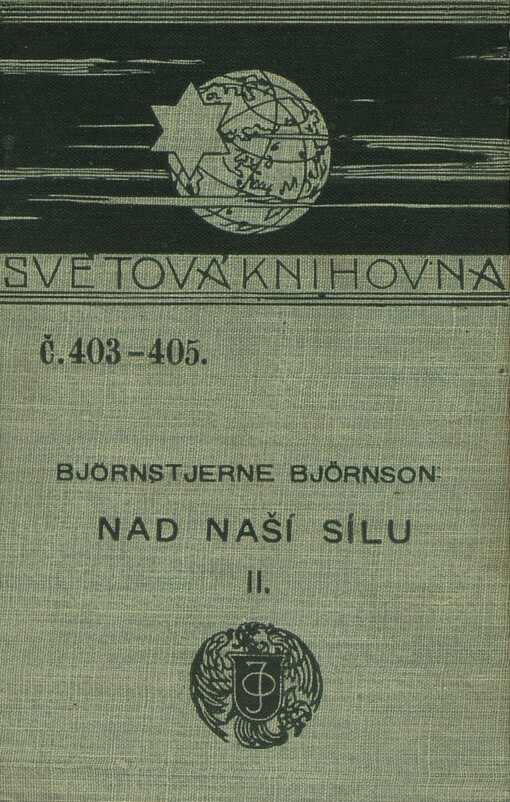 SVĚTOVÁ KNIHOVNA
Č. 403-405.
BJÖRNSTJERNE BJÖRNSON:
NAD NAŠÍ SÍLU
II.